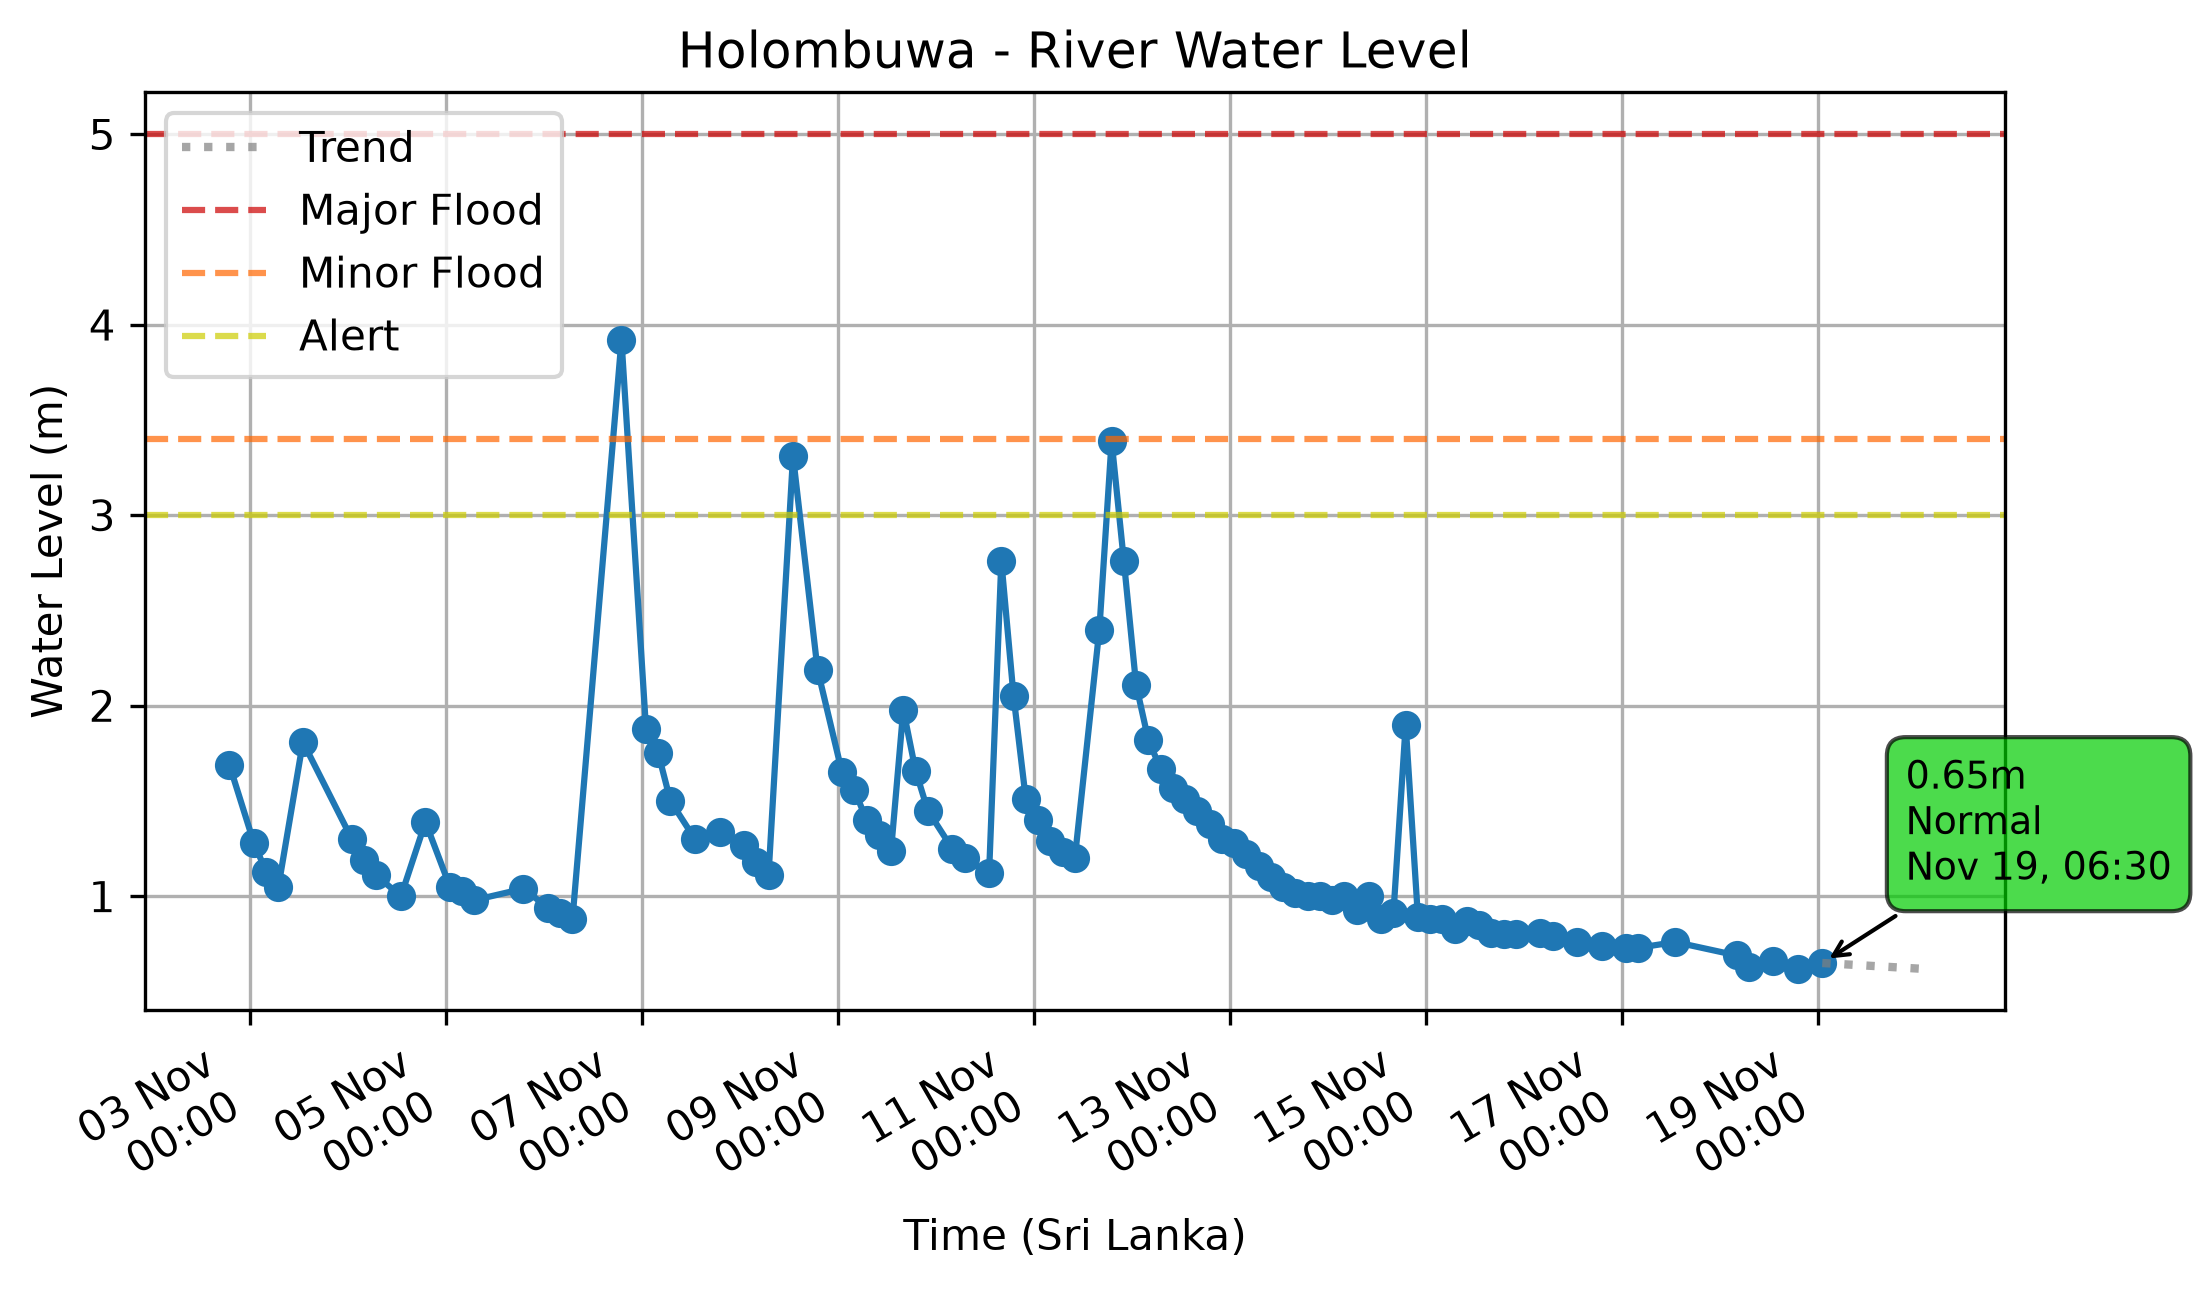 Holombuwa - River Water Level
Trend
Major Flood
Minor Flood
Alert
Water Level (m)
5
4
3
2
1
0.65m
Normal
Nov 19, 06:30
03 Nov
00:00
05 Nov
00:00
07 Nov
00:00
09 Nov
00:00
11 Nov
00:00
13 Nov
00:00
15 Nov
00:00
17 Nov
00:00
19 Nov
00:00
Time (Sri Lanka)